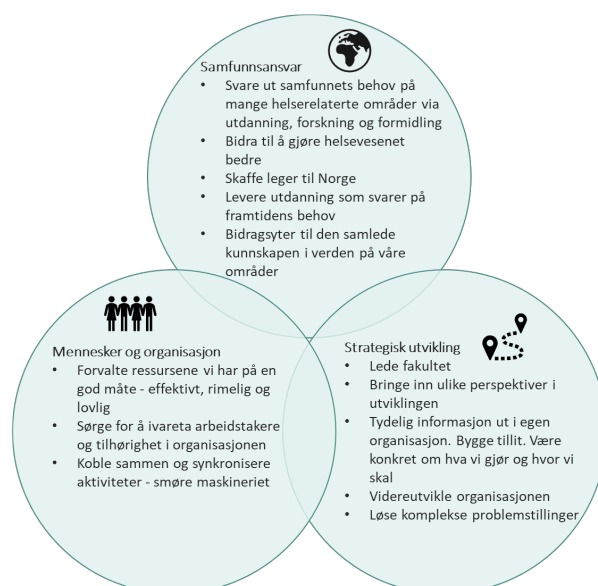 Samfunnsansvar
• Svare ut samfunnets behov på
mange helserelaterte områder via
utdanning, forskning og formidling
• Bidra til å gjøre helsevesenet
bedre
• Skaffe leger til Norge
• Levere utdanning som svarer på
framtidens behov
• Bidragsyter til den samlede
kunnskapen i verden på våre
områder
Mennesker og organisasjon
• Forvalte ressursene vi har på en
god måte - effektivt, rimelig og
lovlig
• Sørge for å ivareta arbeidstakere
og tilhørighet i organisasjonen
• Koble sammen og synkronisere
aktiviteter - smøre maskineriet
Strategisk utvikling
• Lede fakultet
• Bringe inn ulike perspektiver i
utviklingen
• Tydelig informasjon ut i egen
organisasjon. Bygge tillit. Være
konkret om hva vi gjør og hvor vi
skal
• Videreutvikle organisasjonen
• Løse komplekse problemstillinger